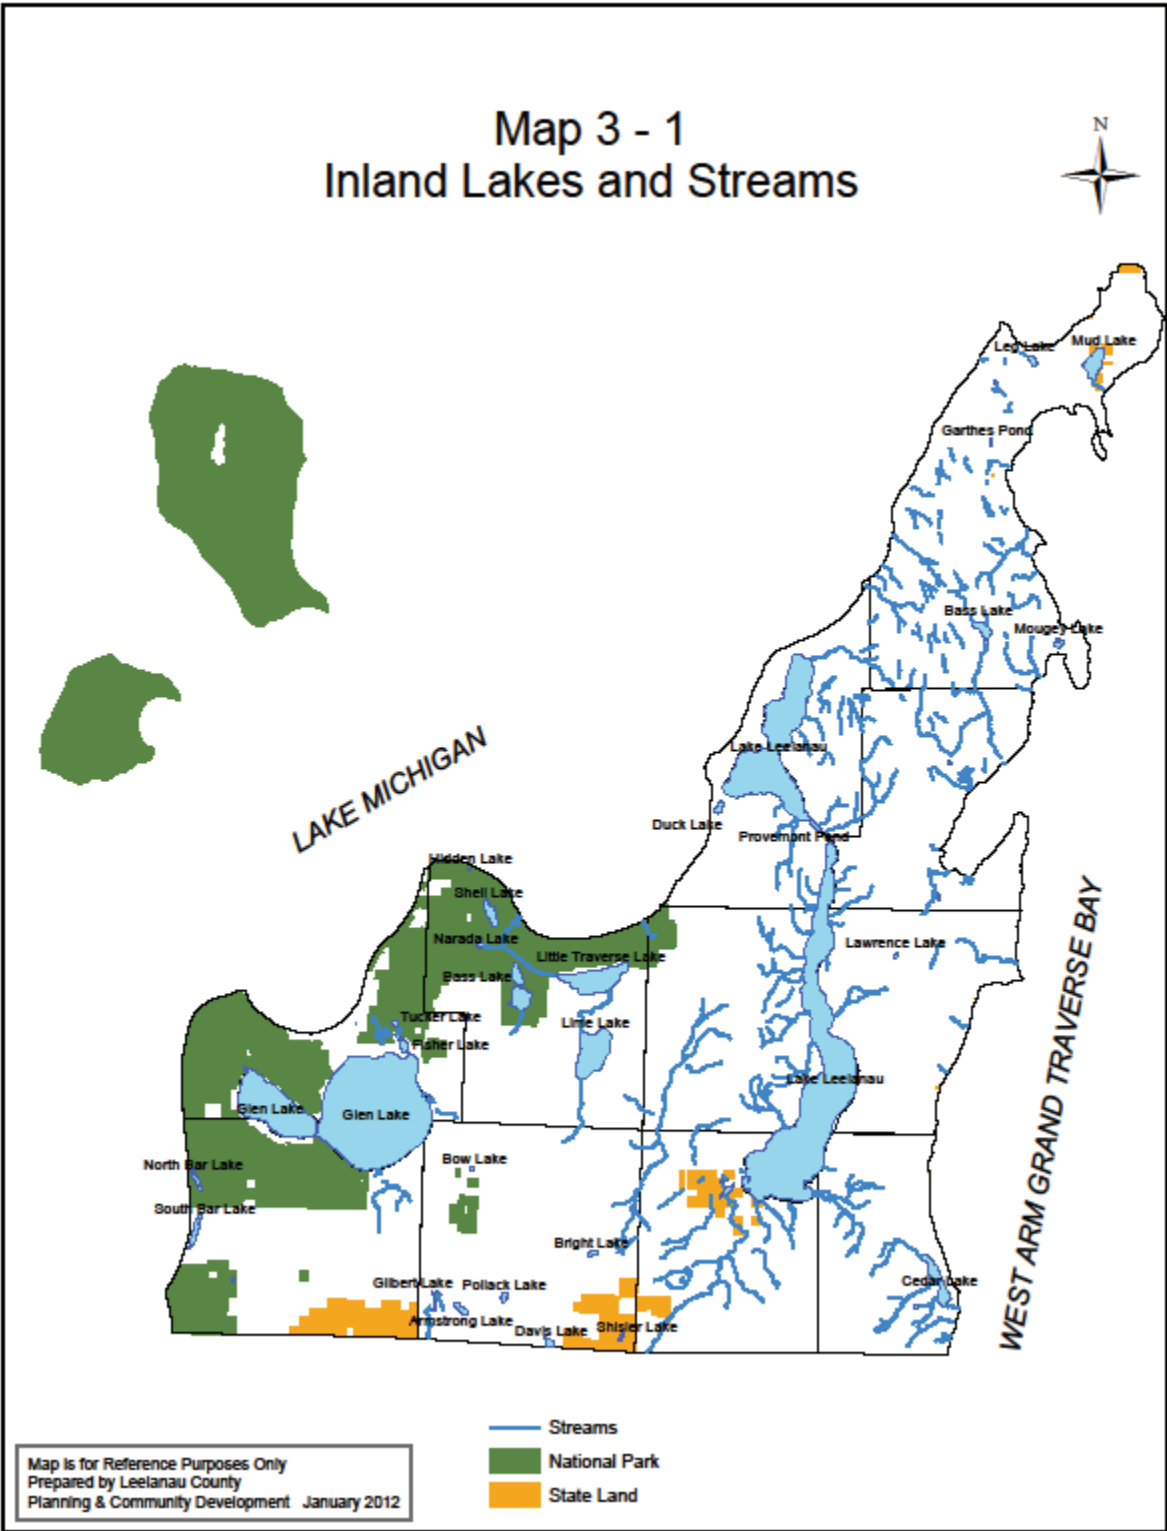 Map 3 - 1
Inland Lakes and Streams
N
Leg Lake
Mud Lake
Garthes Pond
Bass Lake
Mougey Lake
Lake Leelanau
LAKE MICHIGAN
Duck Lake
Provemont Pond
Hidden Lake
Shell Lake
Narada Lake
Lawrence Lake
Little Traverse Lake
Bass Lake
Tucker Lake
Lime Lake
Fisher Lake
Lake Leelanau
WEST ARM GRAND TRAVERSE BAY
Glen Lake
Glen Lake
Bow Lake
North Bar Lake
South Bar Lake
Bright Lake
Cedar Lake
Gilbert Lake
Pollack Lake
Armstrong Lake
Davis Lake
Shisler Lake
Streams
National Park
State Land
Map is for Reference Purposes Only
Prepared by Leelanau County
Planning & Community Development January 2012